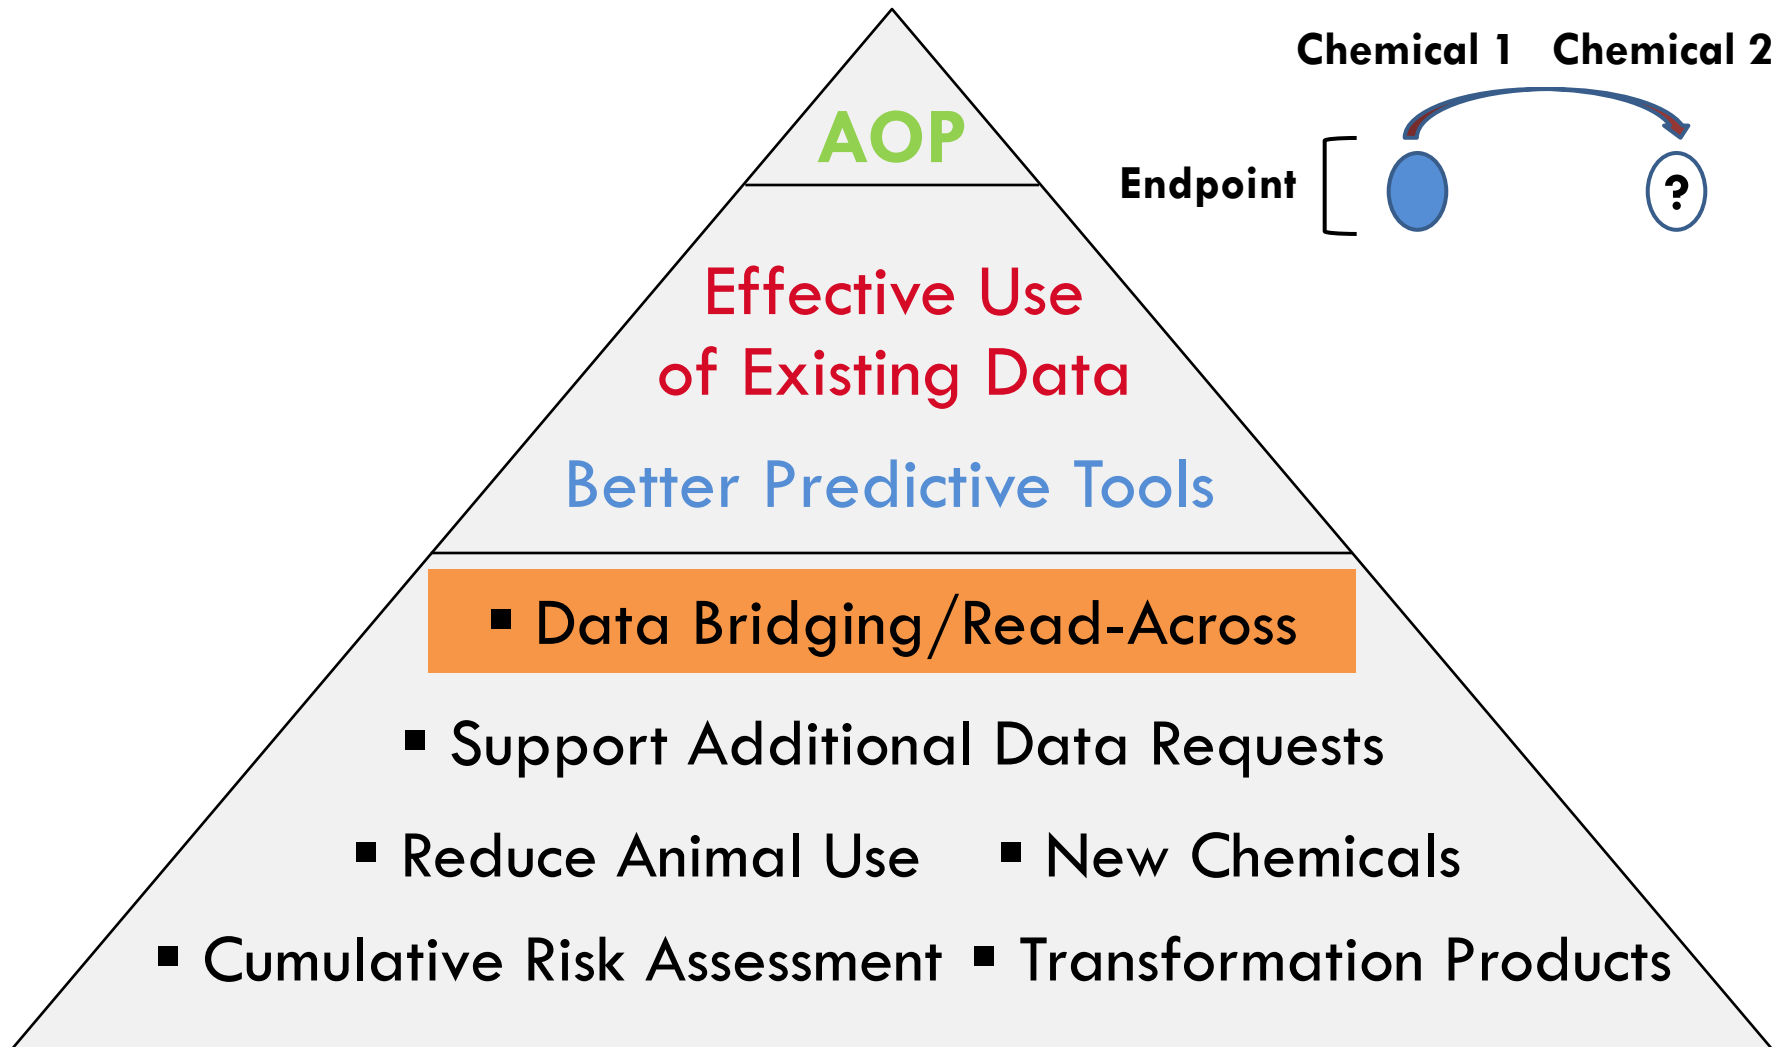 Chemical 1 Chemical 2
AOP
Endpoint
?
Effective Use
of Existing Data
Better Predictive Tools
▪ Data Bridging/Read-Across
▪ Support Additional Data Requests
▪ Reduce Animal Use ▪ New Chemicals
▪ Cumulative Risk Assessment ▪ Transformation Products